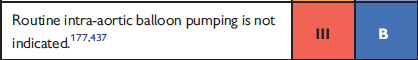 Routine intra-aortic balloon pumping is not III B
indicated.177,437